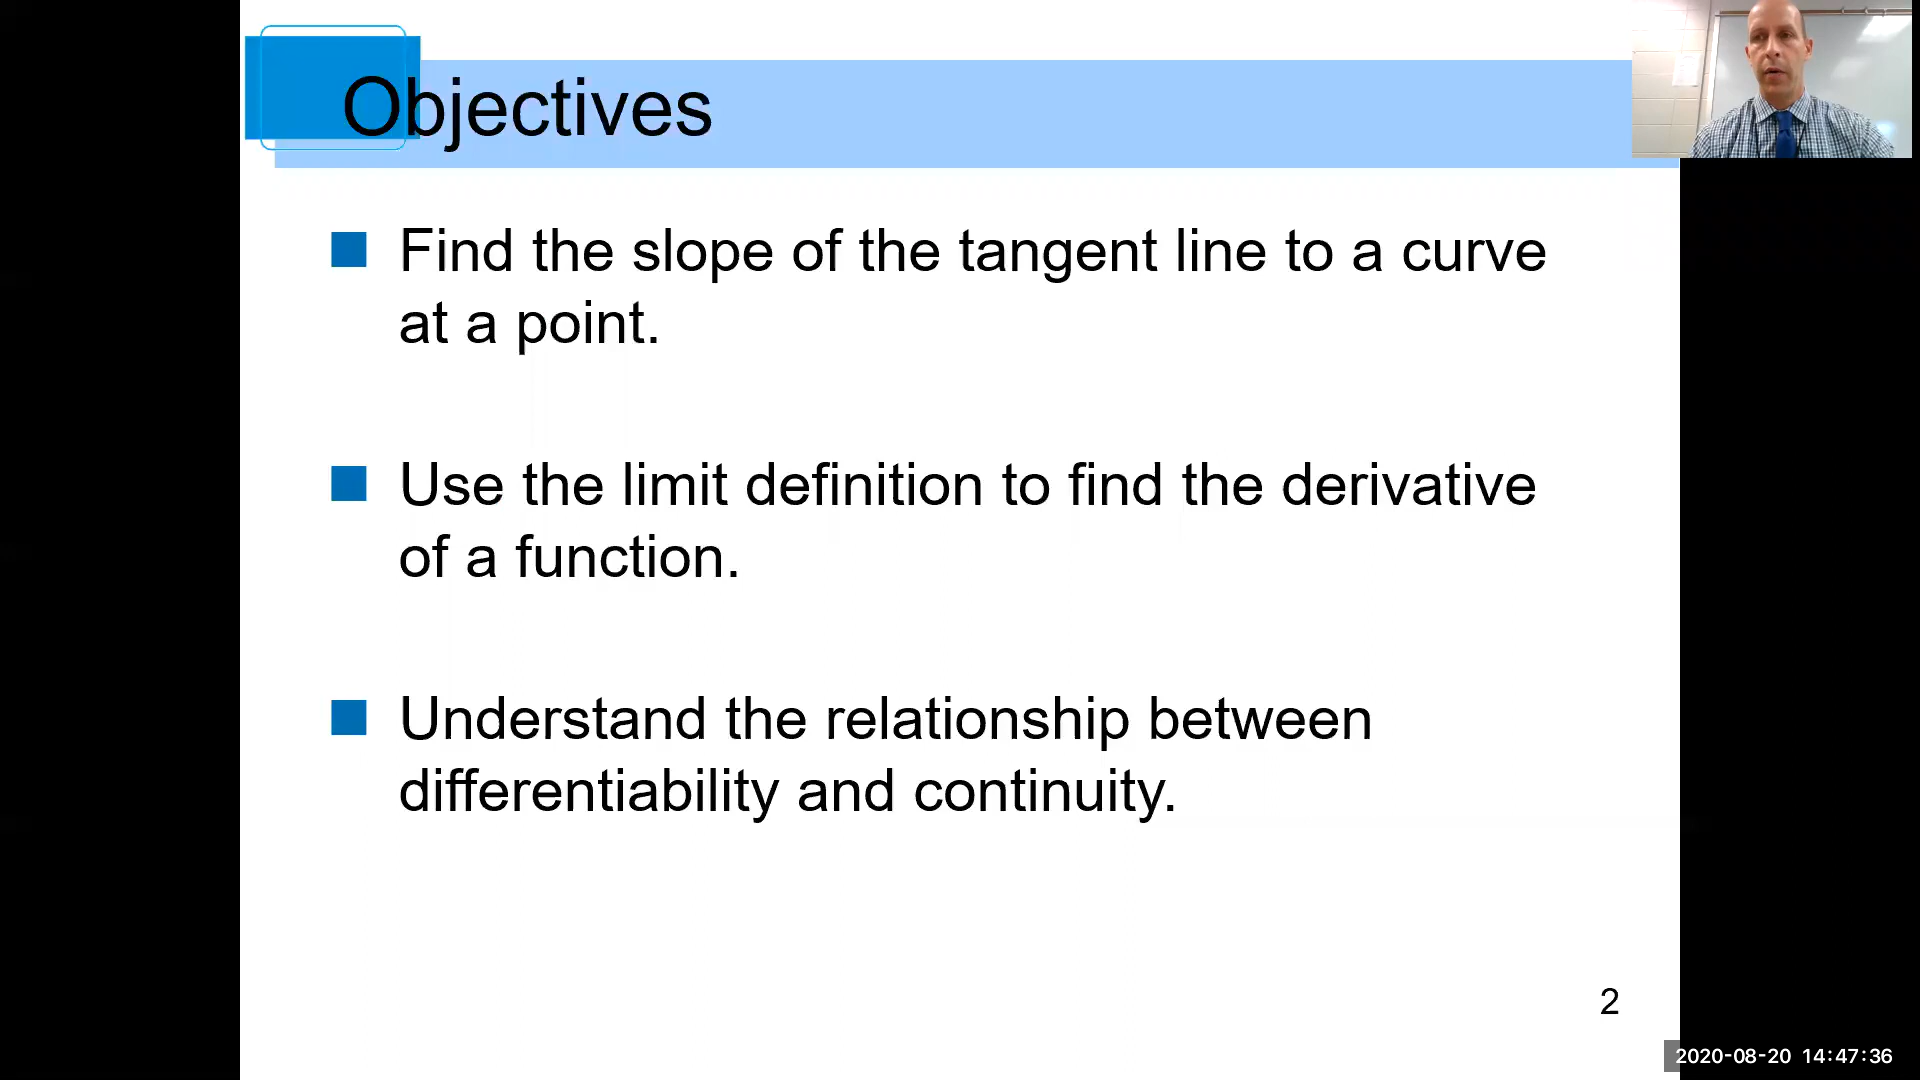 Objectives
Find the slope of the tangent line to a curve
at a point.
Use the limit definition to find the derivative
of a function.
Understand the relationship between
differentiability and continuity.
2
2020-08-20 14:47:36